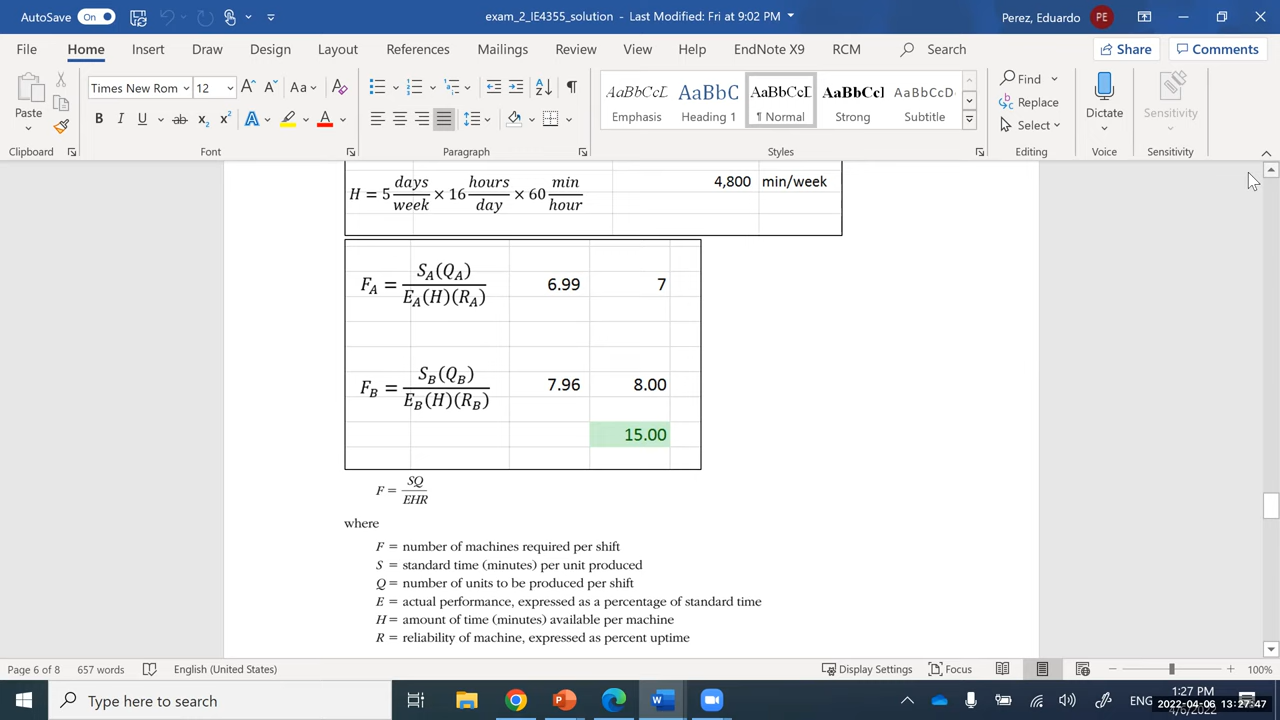 AutoSave On exam_2_IE4355_solution - Last Modified: Fri at 9:02 PM Perez, Eduardo PE
File Home Insert Draw Design Layout References Mailings Review View Help EndNote X9 RCM Search Share Comments
Times New Rom 12 Aa AaBbCcD AaBbC AaBbCcD AaBbCcl AaBbCcD Find
Paste Replace Dictate Sensitivity
B I U ab x₂ x² A A Emphasis Heading 1 ¶ Normal Strong Subtitle Select
Clipboard Font Paragraph Styles Editing Voice Sensitivity
H = 5 days/week × 16 hours/day × 60 min/hour 4,800 min/week
F_A = S_A(Q_A) / E_A(H)(R_A) 6.99 7
F_B = S_B(Q_B) / E_B(H)(R_B) 7.96 8.00
15.00
F = SQ / EHR
where
F = number of machines required per shift
S = standard time (minutes) per unit produced
Q = number of units to be produced per shift
E = actual performance, expressed as a percentage of standard time
H = amount of time (minutes) available per machine
R = reliability of machine, expressed as percent uptime
Page 6 of 8 657 words English (United States) Display Settings Focus 100%
Type here to search ENG 1:27 PM
2022-04-06 13:27:47